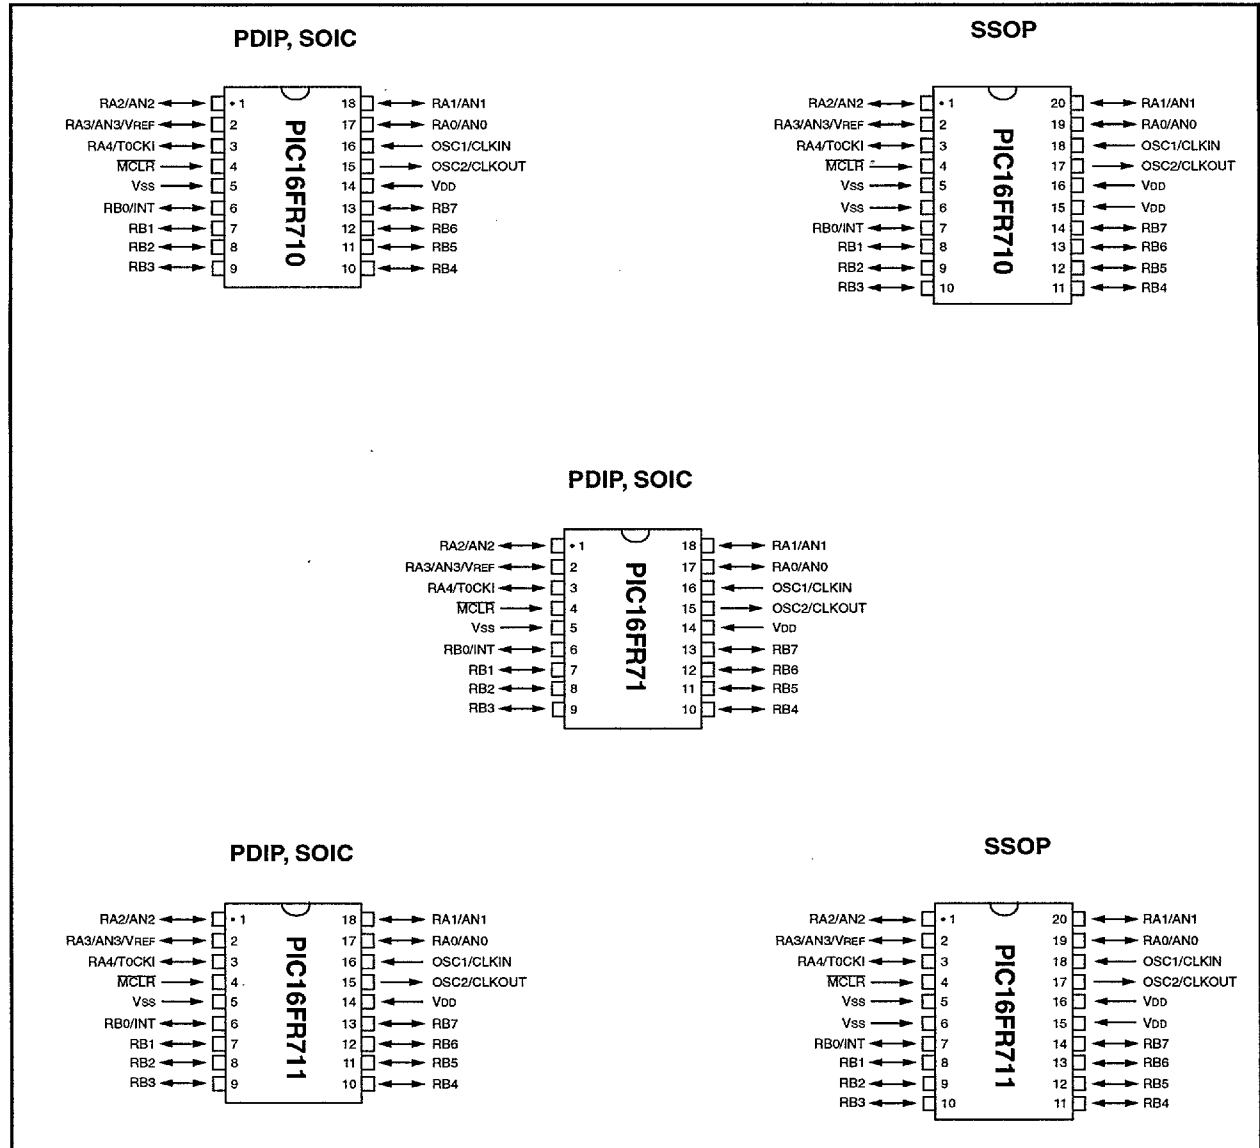 PDIP, SOIC
RA2/AN2 • 1 18 RA1/AN1
RA3/AN3/VREF 2 17 RA0/AN0
RA4/T0CKI 3 16 OSC1/CLKIN
MCLR 4 15 OSC2/CLKOUT
VSS 5 14 VDD
RB0/INT 6 13 RB7
RB1 7 12 RB6
RB2 8 11 RB5
RB3 9 10 RB4
PIC16FR710
SSOP
RA2/AN2 • 1 20 RA1/AN1
RA3/AN3/VREF 2 19 RA0/AN0
RA4/T0CKI 3 18 OSC1/CLKIN
MCLR 4 17 OSC2/CLKOUT
VSS 5 16 VDD
VSS 6 15 VDD
RB0/INT 7 14 RB7
RB1 8 13 RB6
RB2 9 12 RB5
RB3 10 11 RB4
PIC16FR710
PDIP, SOIC
RA2/AN2 • 1 18 RA1/AN1
RA3/AN3/VREF 2 17 RA0/AN0
RA4/T0CKI 3 16 OSC1/CLKIN
MCLR 4 15 OSC2/CLKOUT
VSS 5 14 VDD
RB0/INT 6 13 RB7
RB1 7 12 RB6
RB2 8 11 RB5
RB3 9 10 RB4
PIC16FR71
PDIP, SOIC
RA2/AN2 • 1 18 RA1/AN1
RA3/AN3/VREF 2 17 RA0/AN0
RA4/T0CKI 3 16 OSC1/CLKIN
MCLR 4 15 OSC2/CLKOUT
VSS 5 14 VDD
RB0/INT 6 13 RB7
RB1 7 12 RB6
RB2 8 11 RB5
RB3 9 10 RB4
PIC16FR711
SSOP
RA2/AN2 • 1 20 RA1/AN1
RA3/AN3/VREF 2 19 RA0/AN0
RA4/T0CKI 3 18 OSC1/CLKIN
MCLR 4 17 OSC2/CLKOUT
VSS 5 16 VDD
VSS 6 15 VDD
RB0/INT 7 14 RB7
RB1 8 13 RB6
RB2 9 12 RB5
RB3 10 11 RB4
PIC16FR711